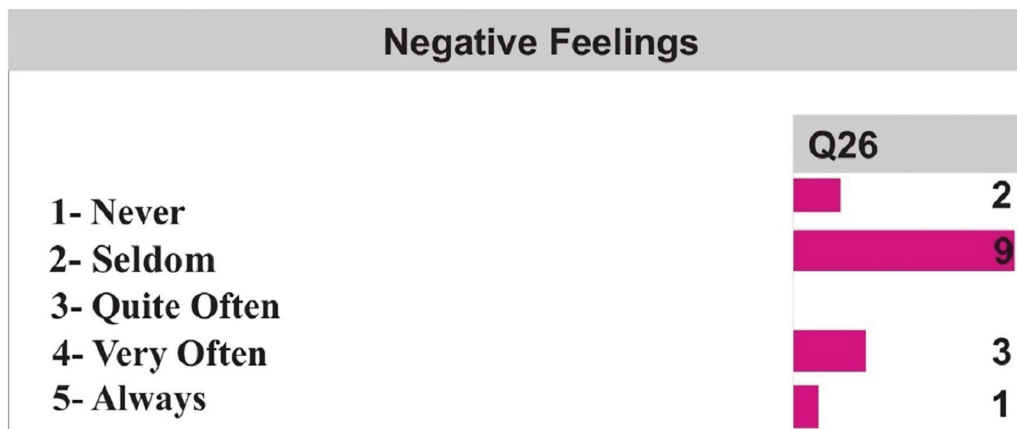 Negative Feelings
Q26
1- Never 2
2- Seldom 9
3- Quite Often
4- Very Often 3
5- Always 1